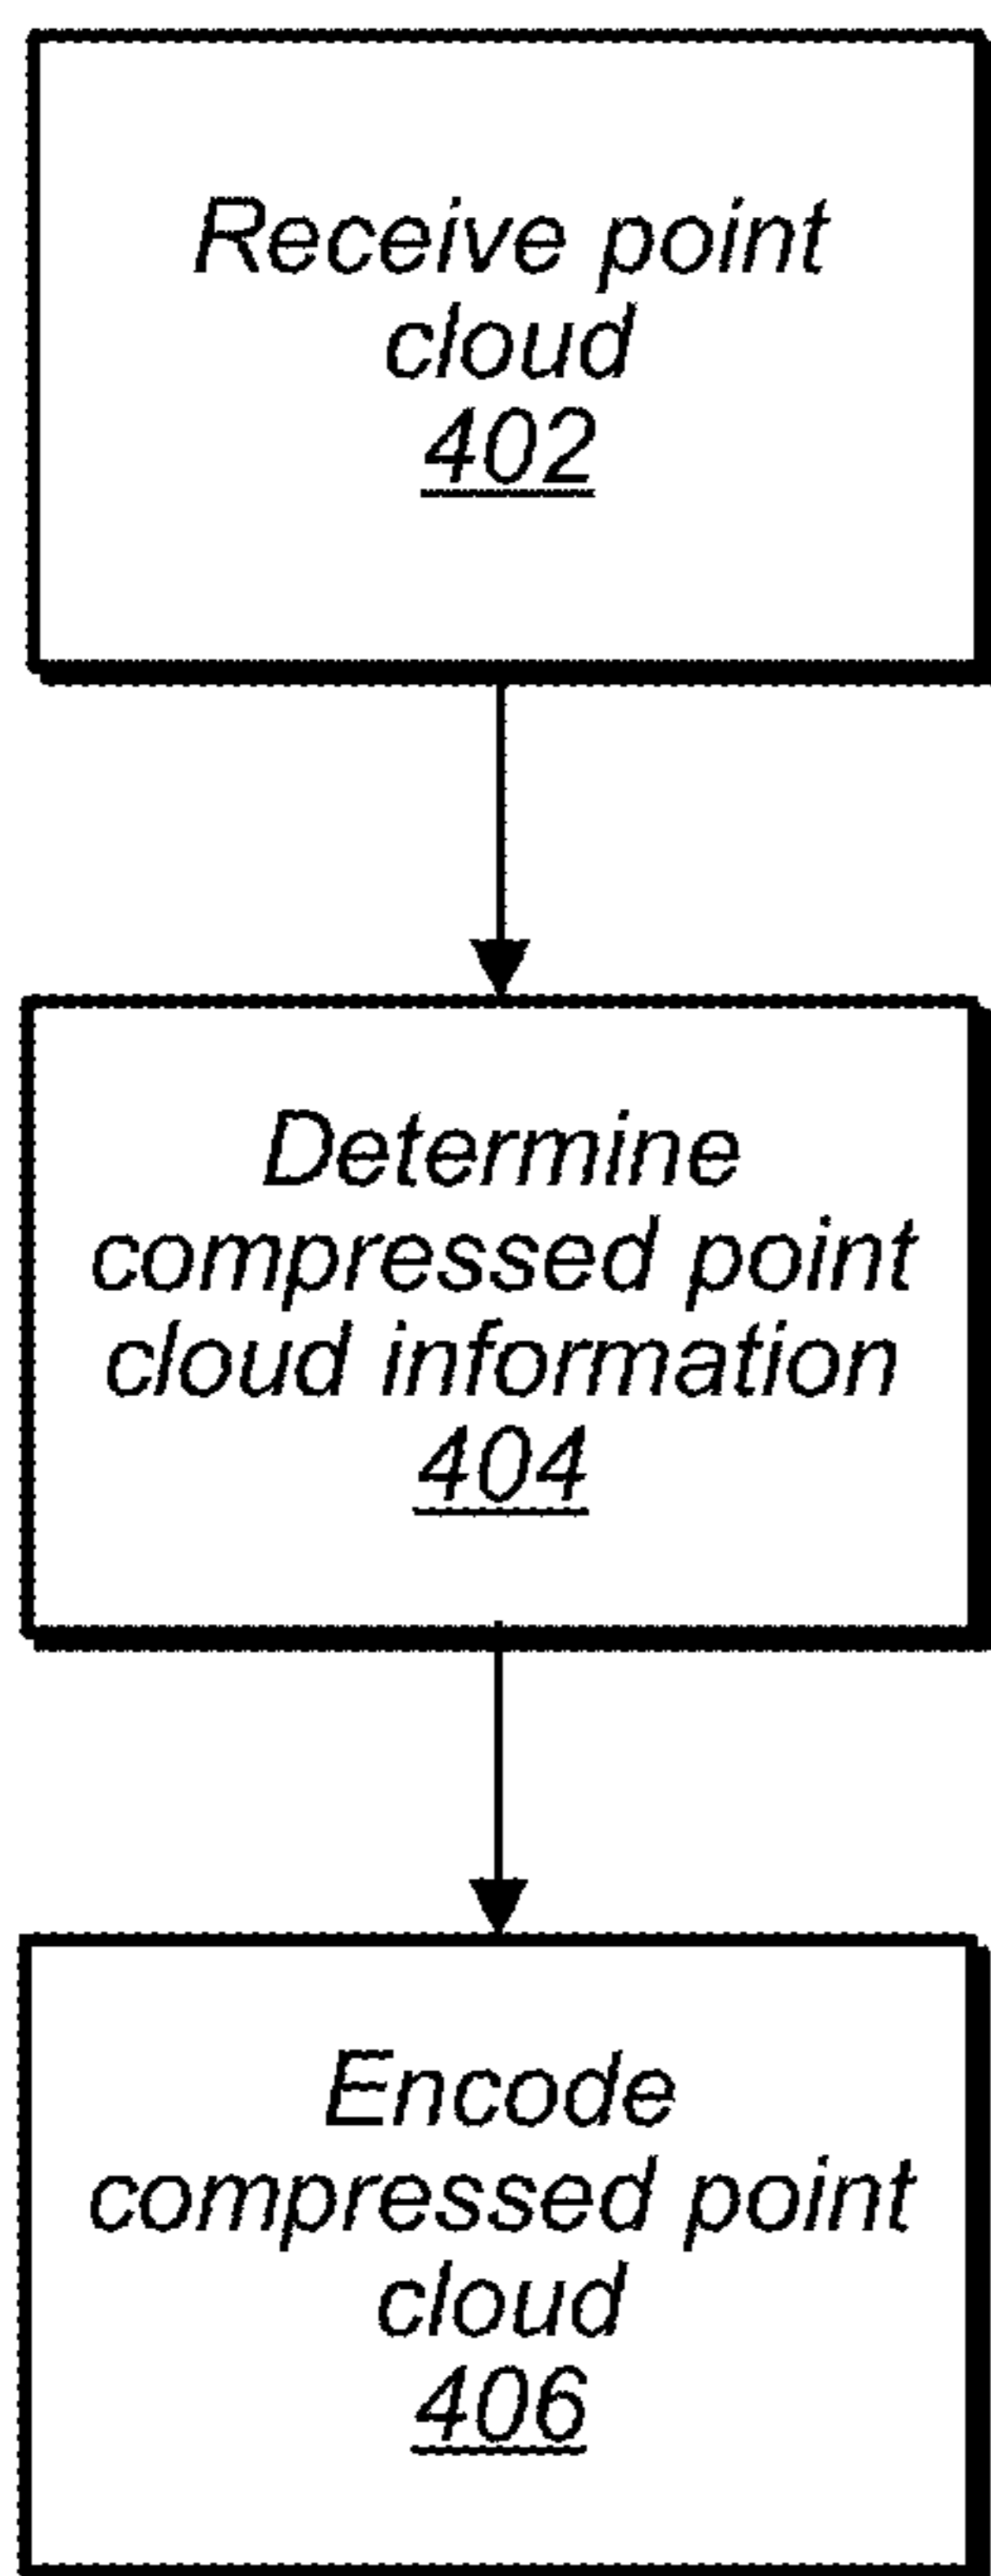 Receive point
cloud
402
Determine
compressed point
cloud information
404
Encode
compressed point
cloud
406